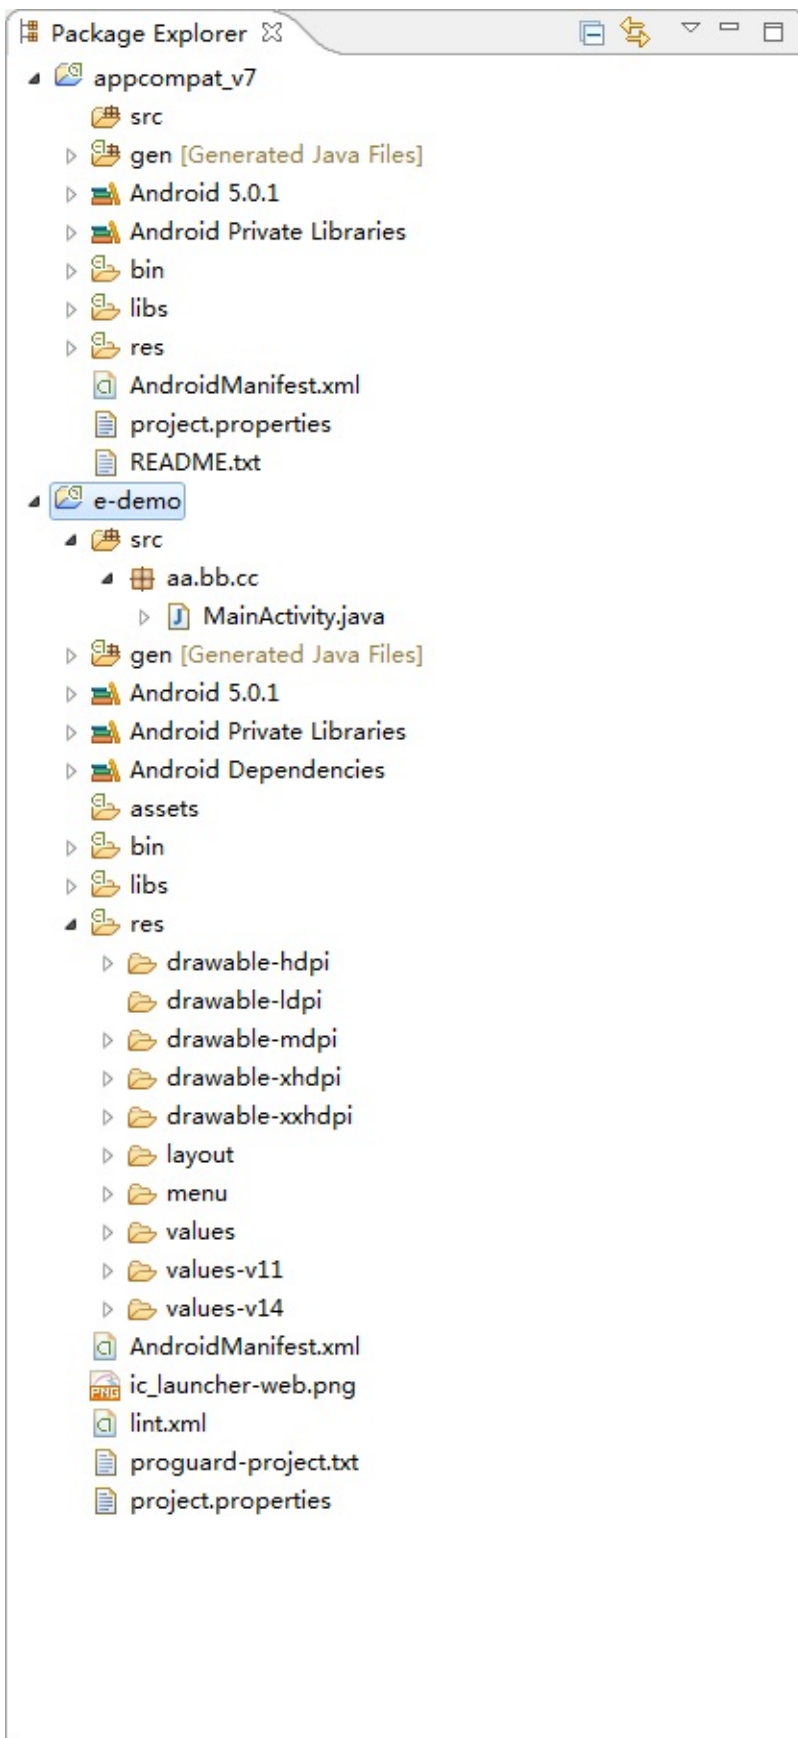 Package Explorer
appcompat_v7
src
gen [Generated Java Files]
Android 5.0.1
Android Private Libraries
bin
libs
res
AndroidManifest.xml
project.properties
README.txt
e-demo
src
aa.bb.cc
MainActivity.java
gen [Generated Java Files]
Android 5.0.1
Android Private Libraries
Android Dependencies
assets
bin
libs
res
drawable-hdpi
drawable-ldpi
drawable-mdpi
drawable-xhdpi
drawable-xxhdpi
layout
menu
values
values-v11
values-v14
AndroidManifest.xml
ic_launcher-web.png
lint.xml
proguard-project.txt
project.properties